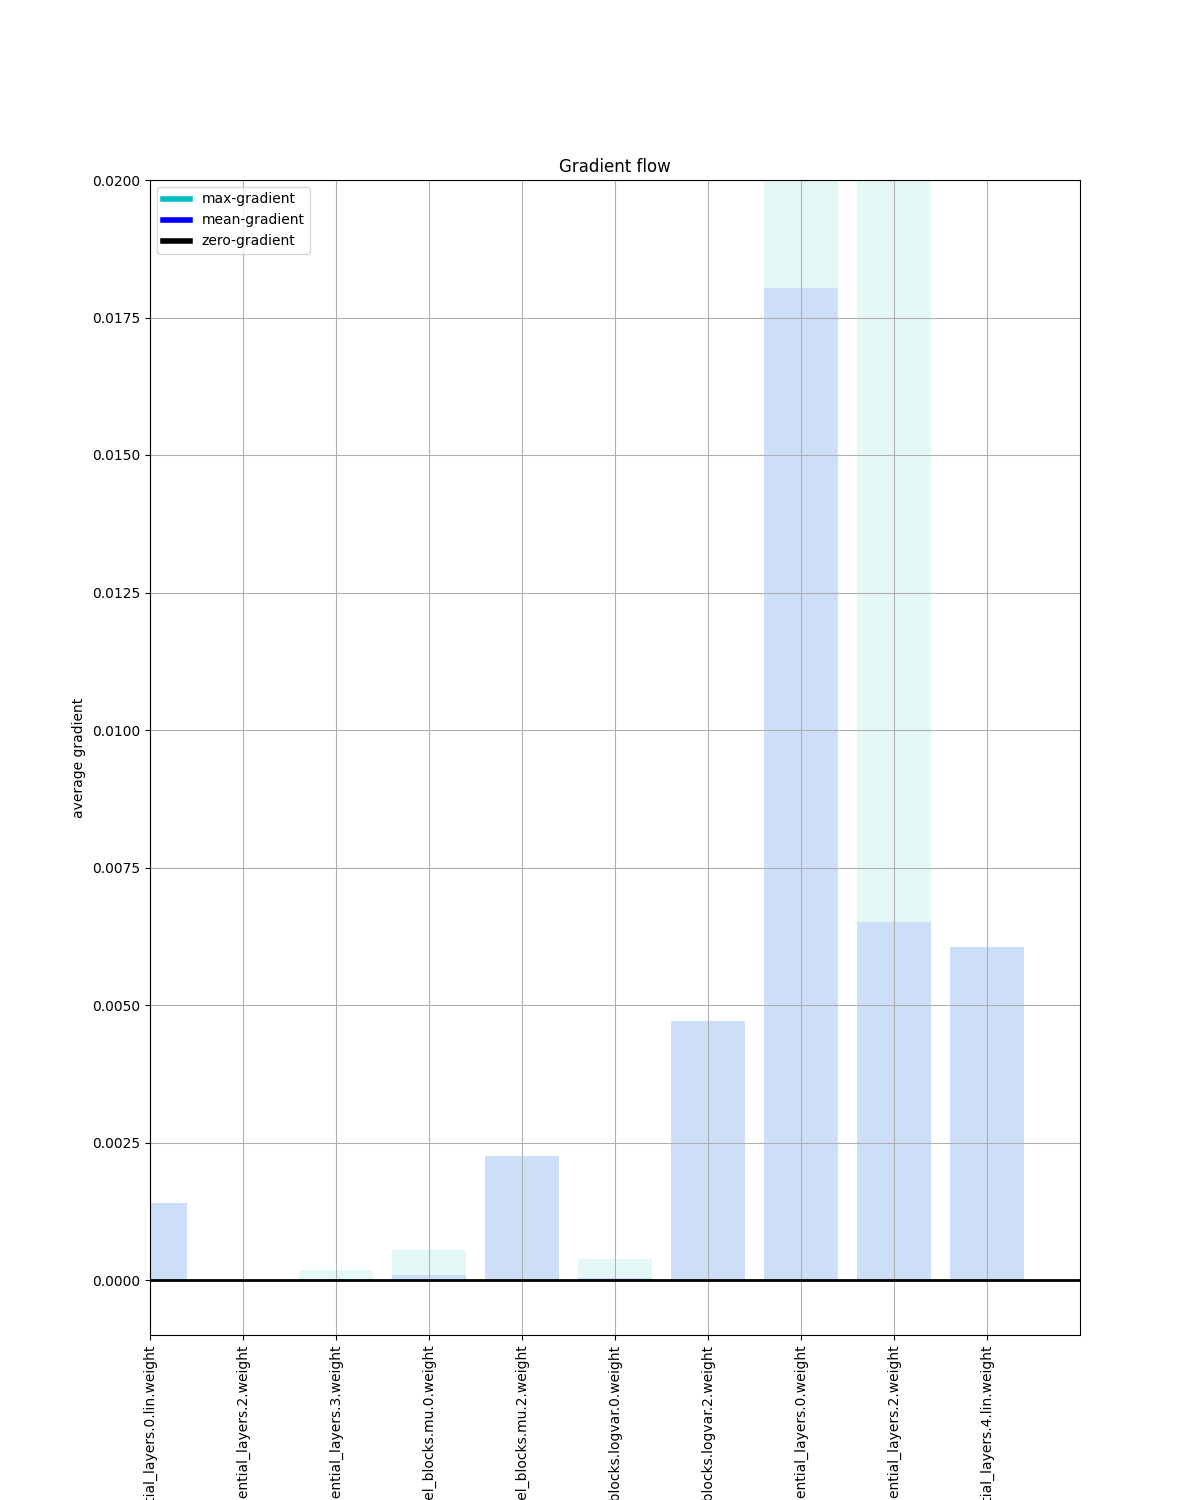 Gradient flow
max-gradient
mean-gradient
zero-gradient
average gradient
0.0200
0.0175
0.0150
0.0125
0.0100
0.0075
0.0050
0.0025
0.0000
tial_layers.0.lin.weight
ential_layers.2.weight
ential_layers.3.weight
el_blocks.mu.0.weight
el_blocks.mu.2.weight
blocks.logvar.0.weight
blocks.logvar.2.weight
ential_layers.0.weight
ential_layers.2.weight
tial_layers.4.lin.weight